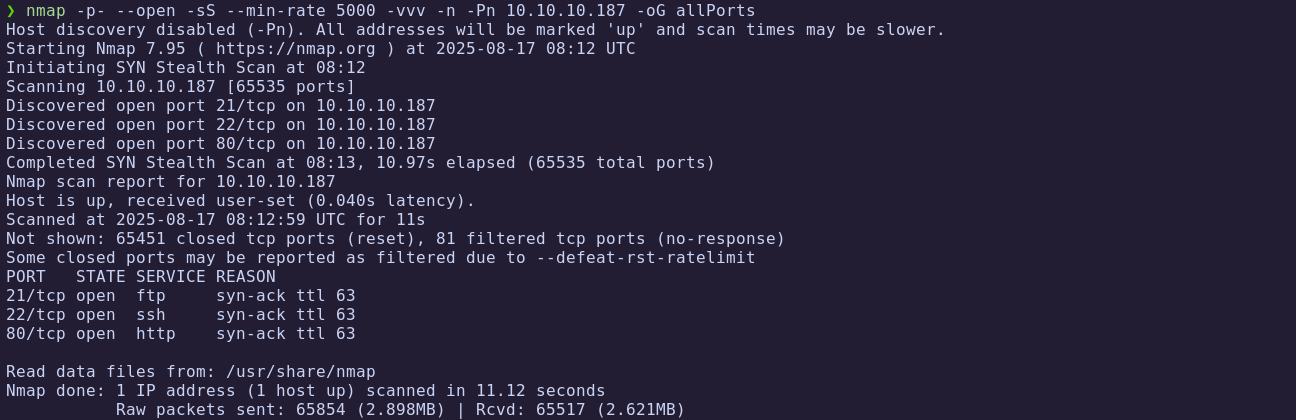 ❯ nmap -p- --open -sS --min-rate 5000 -vvv -n -Pn 10.10.10.187 -oG allPorts
Host discovery disabled (-Pn). All addresses will be marked 'up' and scan times may be slower.
Starting Nmap 7.95 ( https://nmap.org ) at 2025-08-17 08:12 UTC
Initiating SYN Stealth Scan at 08:12
Scanning 10.10.10.187 [65535 ports]
Discovered open port 21/tcp on 10.10.10.187
Discovered open port 22/tcp on 10.10.10.187
Discovered open port 80/tcp on 10.10.10.187
Completed SYN Stealth Scan at 08:13, 10.97s elapsed (65535 total ports)
Nmap scan report for 10.10.10.187
Host is up, received user-set (0.040s latency).
Scanned at 2025-08-17 08:12:59 UTC for 11s
Not shown: 65451 closed tcp ports (reset), 81 filtered tcp ports (no-response)
Some closed ports may be reported as filtered due to --defeat-rst-ratelimit
PORT   STATE SERVICE REASON
21/tcp open  ftp     syn-ack ttl 63
22/tcp open  ssh     syn-ack ttl 63
80/tcp open  http    syn-ack ttl 63

Read data files from: /usr/share/nmap
Nmap done: 1 IP address (1 host up) scanned in 11.12 seconds
           Raw packets sent: 65854 (2.898MB) | Rcvd: 65517 (2.621MB)